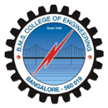 B.M.S. COLLEGE OF ENGINEERING
BANGALORE - 560 019